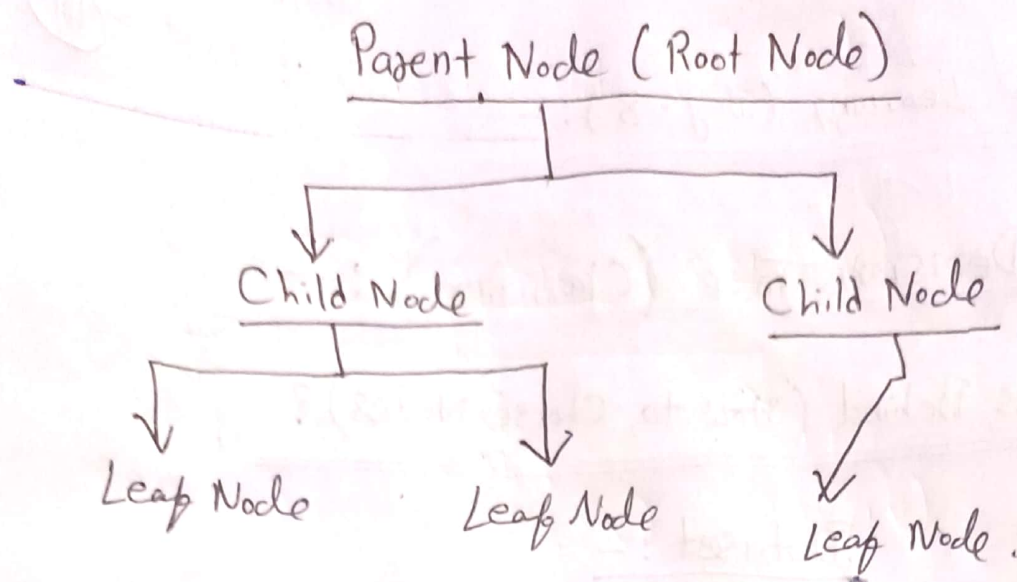 Parent Node (Root Node)
Child Node
Child Node
Leaf Node
Leaf Node
Leaf Node.